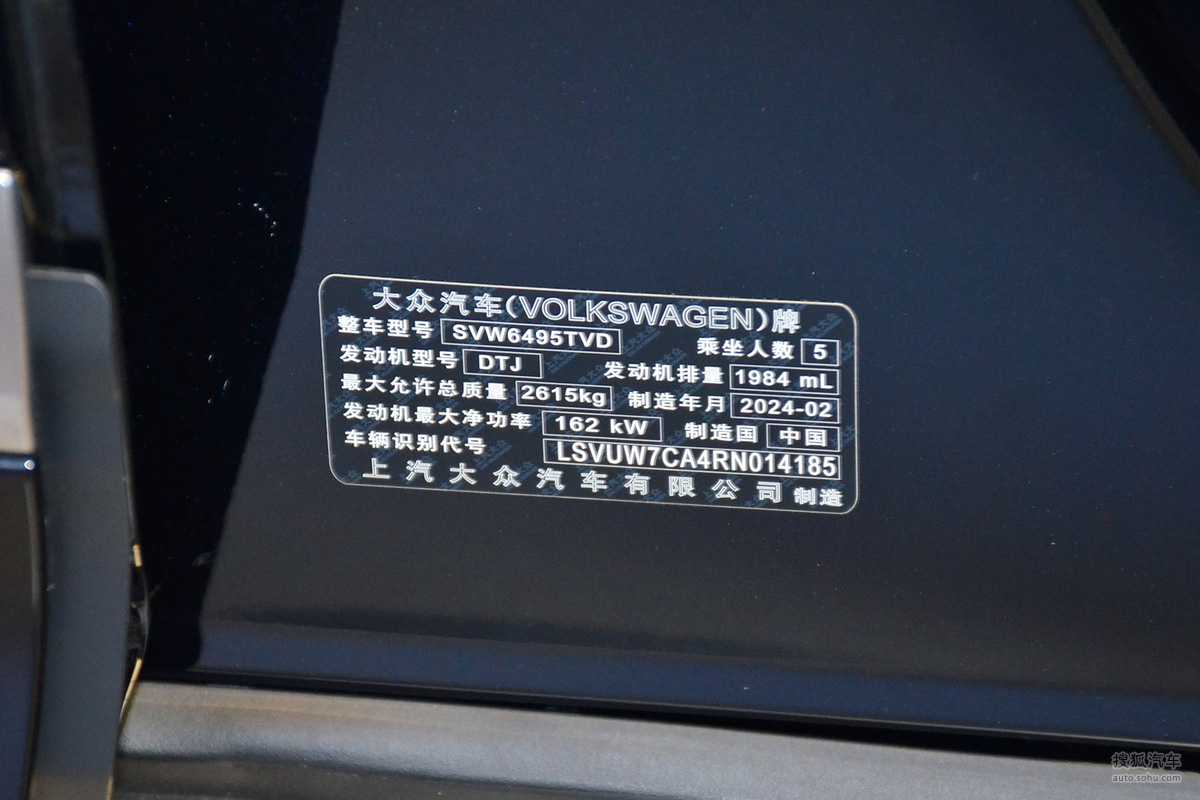 大众汽车(VOLKSWAGEN)牌
整车型号 SVW6495TVD 乘坐人数 5
发动机型号 DTJ 发动机排量 1984 mL
最大允许总质量 2615kg 制造年月 2024-02
发动机最大净功率 162 kW 制造国 中国
车辆识别代号 LSVUW7CA4RN014185
上汽大众汽车有限公司 制造
搜狐汽车
auto.sohu.com